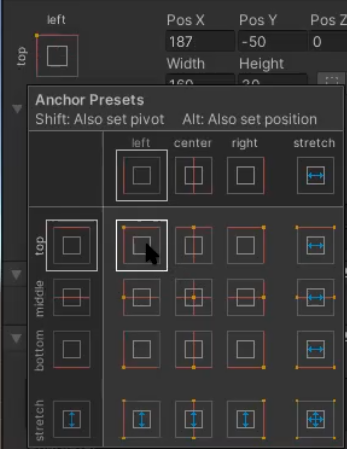 left
Pos X Pos Y Pos Z
top
187 -50 0
Width Height
160 30
Anchor Presets
Shift: Also set pivot Alt: Also set position
left center right stretch
top
middle
bottom
stretch